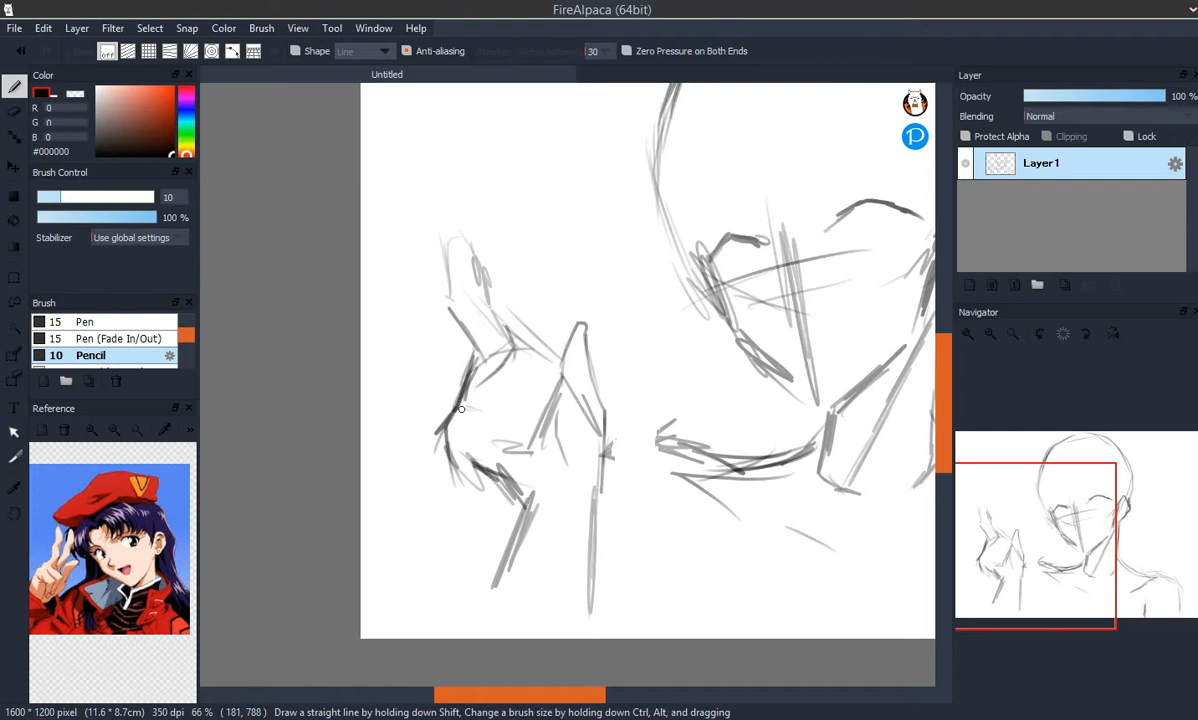 FireAlpaca (64bit)
File Edit Layer Filter Select Snap Color Brush View Tool Window Help
off Shape Line Anti-aliasing 30 Zero Pressure on Both Ends
Untitled
Color
R 0
G 0
B 0
#000000
Brush Control
10
100 %
Stabilizer Use global settings
Brush
15 Pen
15 Pen (Fade In/Out)
10 Pencil
Reference
Layer
Opacity 100 %
Blending Normal
Protect Alpha Clipping Lock
Layer1
Navigator
1600 * 1200 pixel (11.6 * 8.7cm) 350 dpi 66 % ( 181, 788 ) Draw a straight line by holding down Shift, Change a brush size by holding down Ctrl, Alt, and dragging